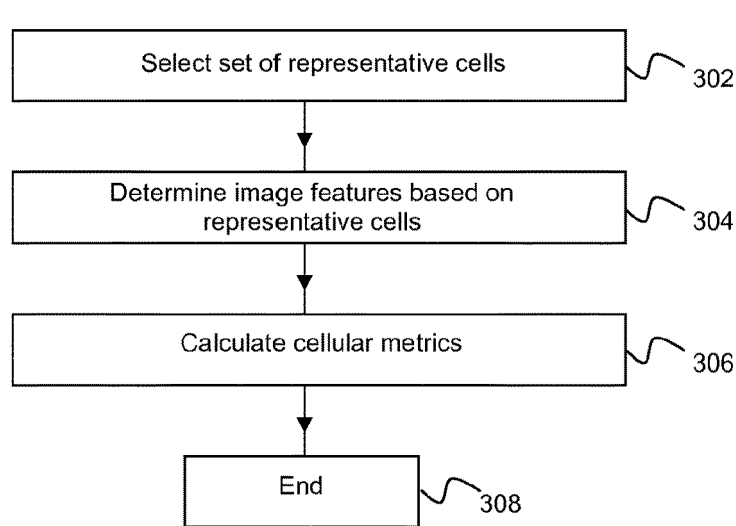 Select set of representative cells
302
Determine image features based on
representative cells
304
Calculate cellular metrics
306
End
308